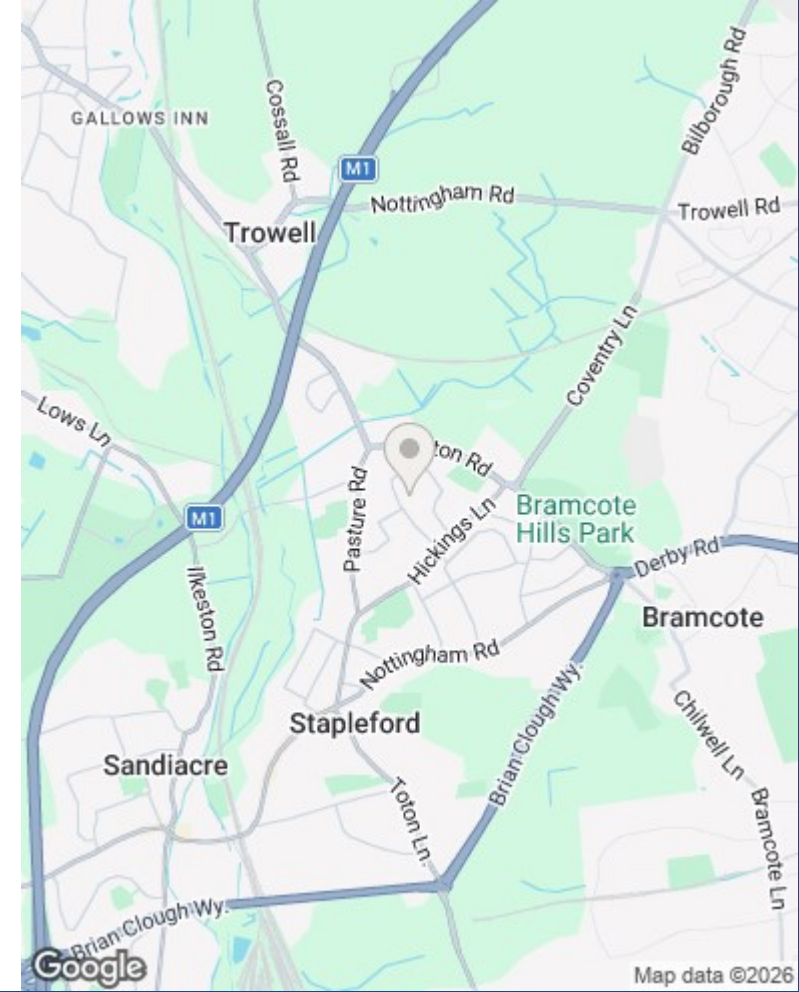 Bilborough Rd
Cossall Rd
GALLOWS INN
M1
Nottingham Rd
Trowell Rd
Trowell
Coventry Ln
Lows Ln
ton Rd
Pasture Rd
Hickings Ln
Bramcote
Hills Park
M1
Derby Rd
Ilkeston Rd
Bramcote
Nottingham Rd
Stapleford
Brian Clough Wy.
Chilwell Ln
Sandiacre
Toton Ln.
Bramcote Ln
Brian Clough Wy.
Google
Map data ©2026